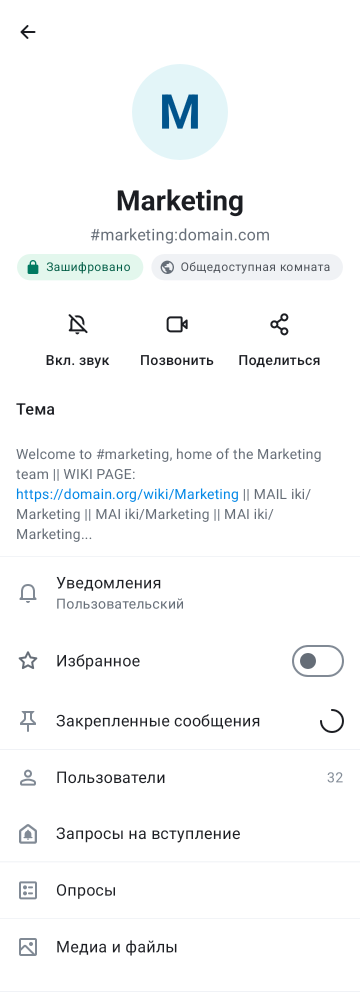 M
Marketing
#marketing:domain.com
Зашифровано Общедоступная комната
Вкл. звук Позвонить Поделиться
Тема
Welcome to #marketing, home of the Marketing
team || WIKI PAGE:
https://domain.org/wiki/Marketing || MAIL iki/
Marketing || MAI iki/Marketing || MAI iki/
Marketing...
Уведомления
Пользовательский
Избранное
Закрепленные сообщения
Пользователи 32
Запросы на вступление
Опросы
Медиа и файлы